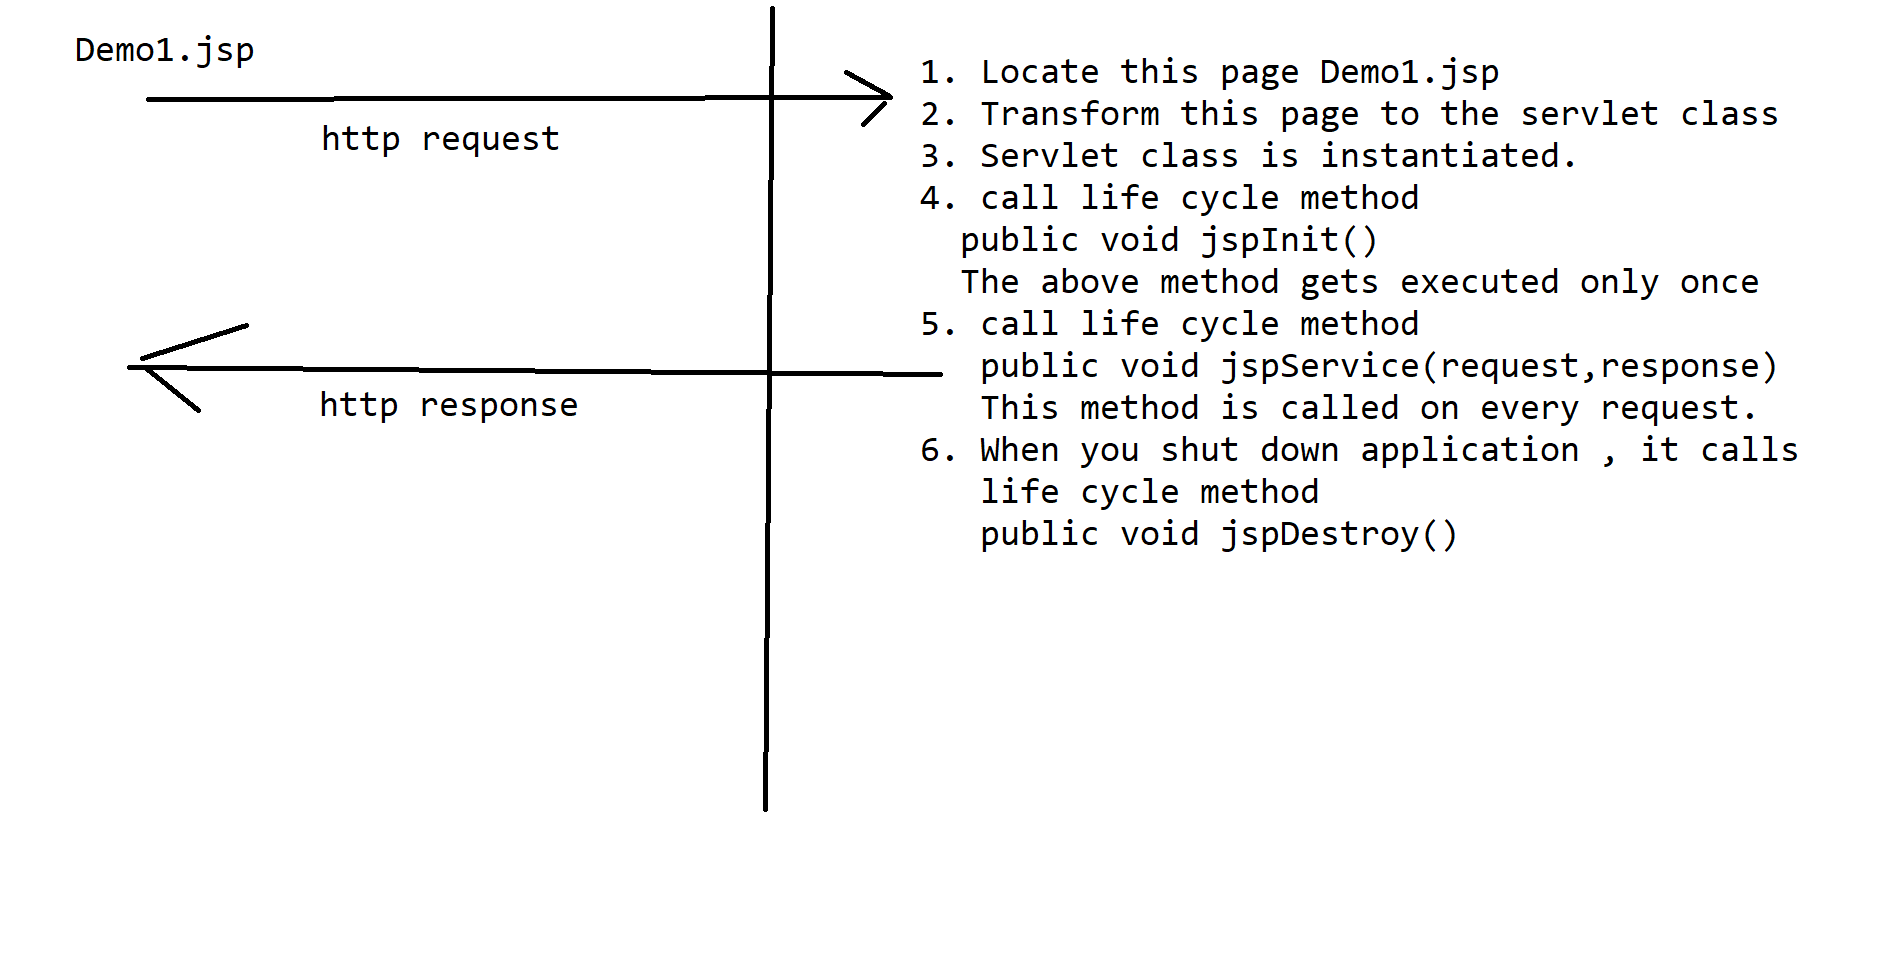 Demo1.jsp
http request
http response
1. Locate this page Demo1.jsp
2. Transform this page to the servlet class
3. Servlet class is instantiated.
4. call life cycle method
public void jspInit()
The above method gets executed only once
5. call life cycle method
public void jspService(request,response)
This method is called on every request.
6. When you shut down application , it calls
life cycle method
public void jspDestroy()